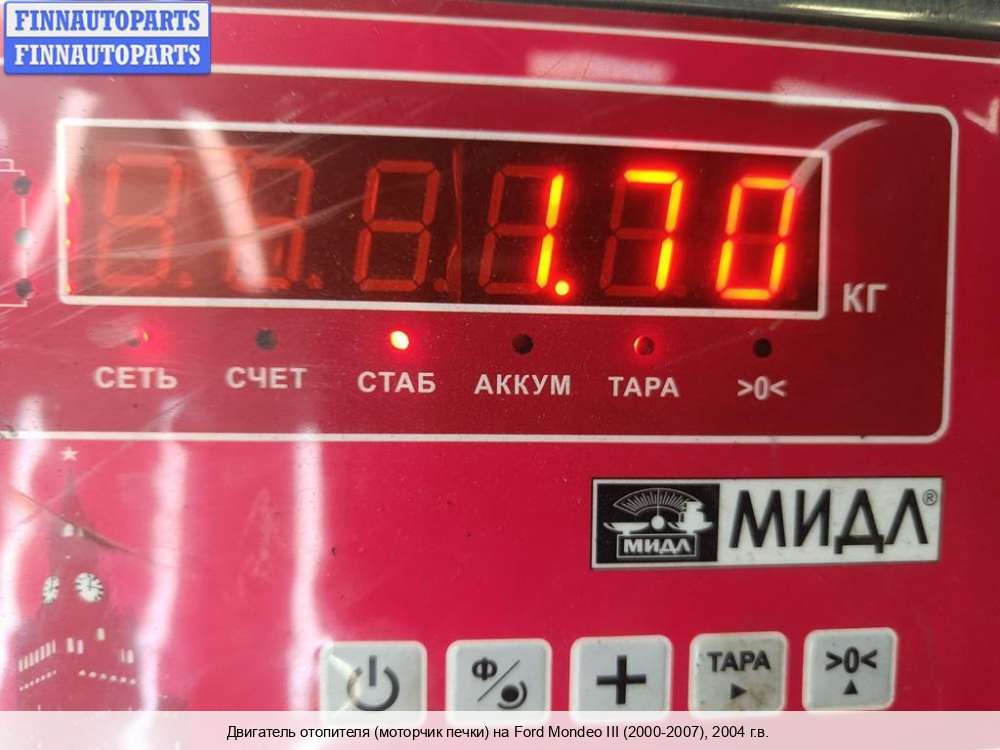 FINNAUTOPARTS
FINNAUTOPARTS
1.70
КГ
СЕТЬ СЧЕТ СТАБ АККУМ ТАРА >0<
МИДЛ МИДЛ®
Ф ТАРА >0<
Двигатель отопителя (моторчик печки) на Ford Mondeo III (2000-2007), 2004 г.в.